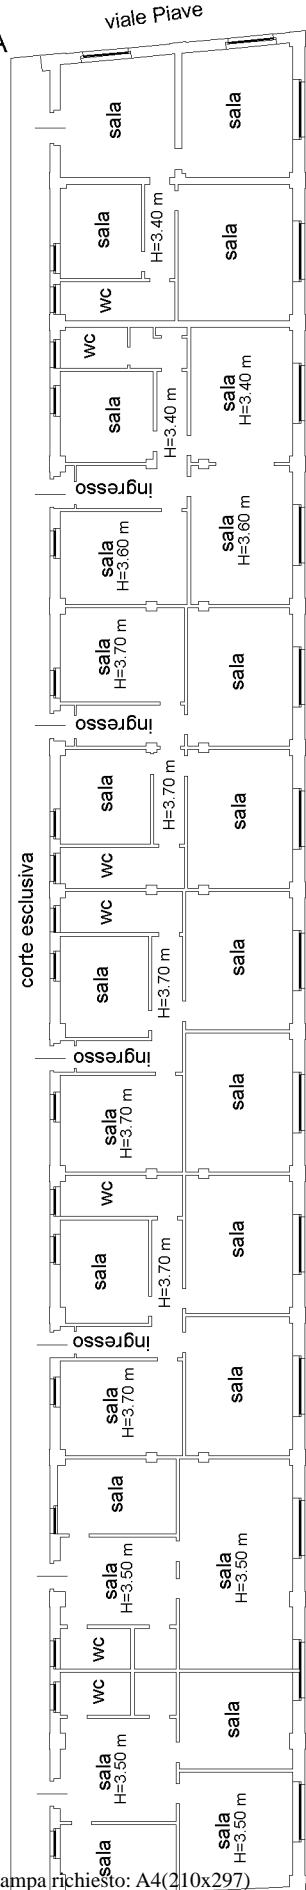 viale Piave
A
sala
sala
sala
H=3.40 m
sala
wc
wc
sala
H=3.40 m
sala
H=3.40 m
ingresso
sala
H=3.60 m
sala
H=3.60 m
sala
H=3.70 m
sala
ingresso
sala
H=3.70 m
sala
wc
corte esclusiva
wc
sala
H=3.70 m
sala
ingresso
sala
H=3.70 m
sala
wc
sala
H=3.70 m
sala
ingresso
sala
H=3.70 m
sala
sala
sala
H=3.50 m
sala
H=3.50 m
wc
wc
sala
sala
H=3.50 m
sala
H=3.50 m
sala
ampa richiesto: A4(210x297)